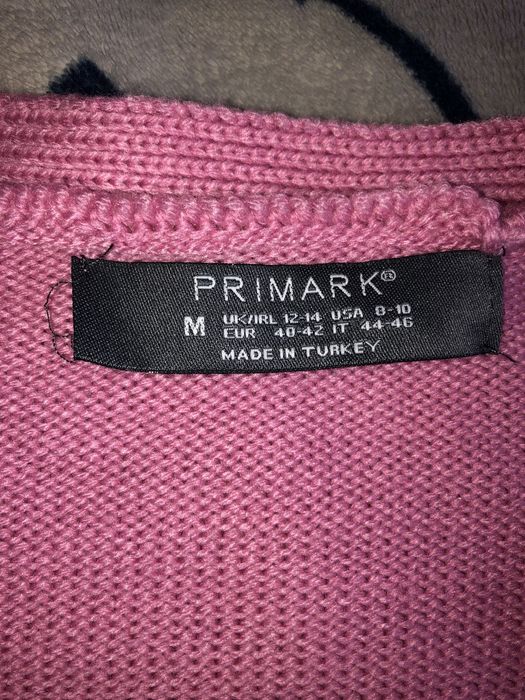 PRIMARK®
M UK/IRL 12-14 USA 8-10
EUR 40-42 IT 44-46
MADE IN TURKEY